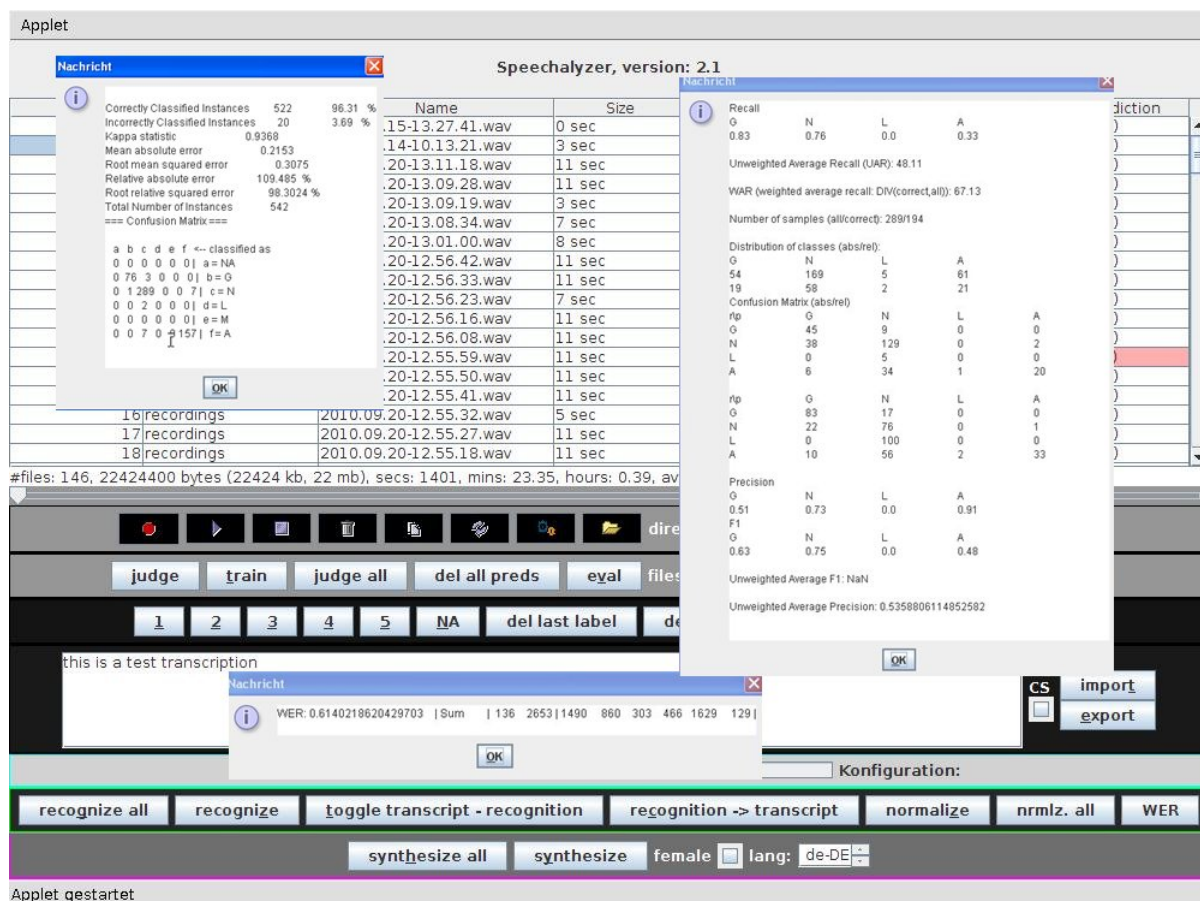 Applet
Speechalyzer, version: 2.1
Nachricht
Correctly Classified Instances 522 96.31 %
Incorrectly Classified Instances 20 3.69 %
Kappa statistic 0.9368
Mean absolute error 0.2153
Root mean squared error 0.3075
Relative absolute error 109.485 %
Root relative squared error 98.3024 %
Total Number of Instances 542
=== Confusion Matrix ===
a b c d e f <-- classified as
0 0 0 0 0 0| a = NA
0 76 3 0 0 0| b = G
0 1 289 0 0 7| c = N
0 0 2 0 0 0| d = L
0 0 0 0 0 0| e = M
0 0 7 0 157| f = A
OK
Name Size diction
.15-13.27.41.wav 0 sec
.14-10.13.21.wav 3 sec
.20-13.11.18.wav 11 sec
.20-13.09.28.wav 11 sec
.20-13.09.19.wav 3 sec
.20-13.08.34.wav 7 sec
.20-13.01.00.wav 8 sec
.20-12.56.42.wav 11 sec
.20-12.56.33.wav 11 sec
.20-12.56.23.wav 7 sec
.20-12.56.16.wav 11 sec
.20-12.56.08.wav 11 sec
.20-12.55.59.wav 11 sec
.20-12.55.50.wav 11 sec
.20-12.55.41.wav 11 sec
16 recordings 2010.09.20-12.55.32.wav 5 sec
17 recordings 2010.09.20-12.55.27.wav 11 sec
18 recordings 2010.09.20-12.55.18.wav 11 sec
Nachricht
Recall
G N L A
0.83 0.76 0.0 0.33
Unweighted Average Recall (UAR): 48.11
WAR (weighted average recall: DIV(correct,all)): 67.13
Number of samples (all/correct): 289/194
Distribution of classes (abs/rel):
G N L A
54 169 5 61
19 58 2 21
Confusion Matrix (abs/rel)
r\p G N L A
G 45 9 0 0
N 38 129 0 2
L 0 5 0 0
A 6 34 1 20
r\p G N L A
G 83 17 0 0
N 22 76 0 1
L 0 100 0 0
A 10 56 2 33
Precision
G N L A
0.51 0.73 0.0 0.91
F1
G N L A
0.63 0.75 0.0 0.48
Unweighted Average F1: NaN
Unweighted Average Precision: 0.5358806114852582
OK
#files: 146, 22424400 bytes (22424 kb, 22 mb), secs: 1401, mins: 23.35, hours: 0.39, av
dire
judge train judge all del all preds eval files
1 2 3 4 5 NA del last label de
this is a test transcription
CS import
export
Nachricht
WER: 0.6140218620429703 |Sum | 136 2653|1490 860 303 466 1629 129|
OK
Konfiguration:
recognize all recognize toggle transcript - recognition recognition -> transcript normalize nrmlz. all WER
synthesize all synthesize female lang: de-DE
Applet gestartet